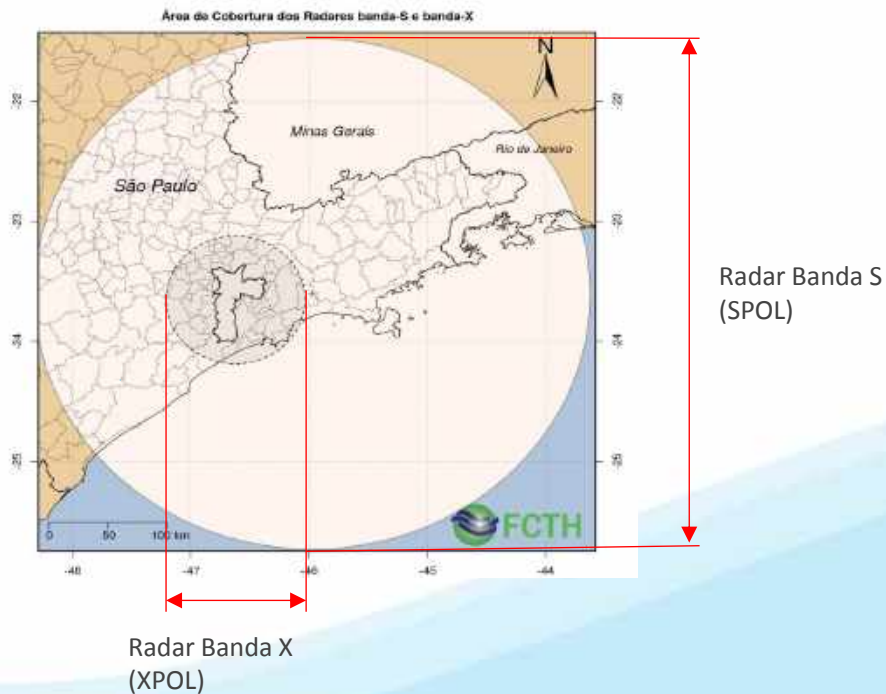 Área de Cobertura dos Radares banda-S e banda-X
N
-22
-22
Minas Gerais
Rio de Janeiro
São Paulo
-23
-23
Radar Banda S
(SPOL)
-24
-24
-25
-25
FCTH
0 50 100 km
-48 -47 -46 -45 -44
Radar Banda X
(XPOL)